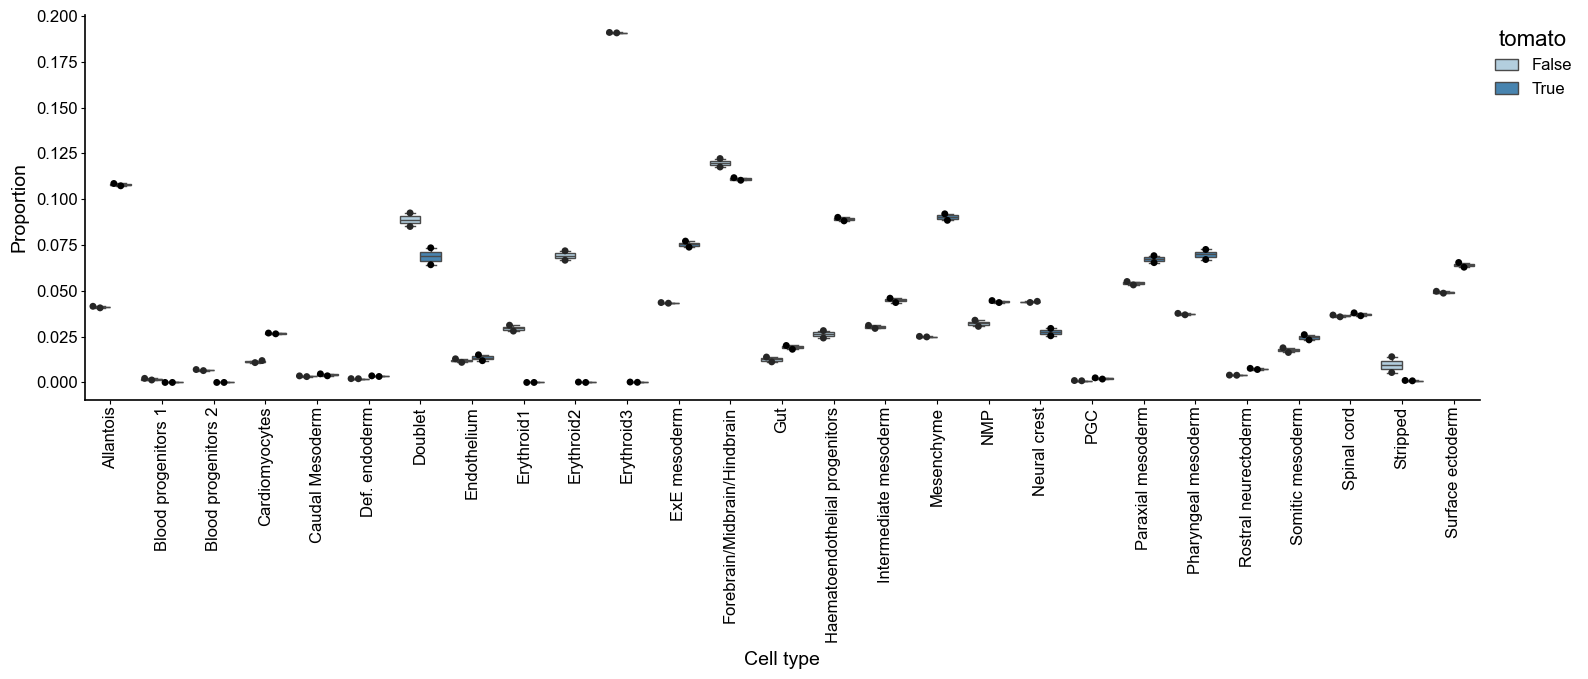 0.200
0.175
0.150
0.125
0.100
0.075
0.050
0.025
0.000
Proportion
Allantois
Blood progenitors 1
Blood progenitors 2
Cardiomyocytes
Caudal Mesoderm
Def. endoderm
Doublet
Endothelium
Erythroid1
Erythroid2
Erythroid3
ExE mesoderm
Forebrain/Midbrain/Hindbrain
Gut
Haematoendothelial progenitors
Intermediate mesoderm
Mesenchyme
NMP
Neural crest
PGC
Paraxial mesoderm
Pharyngeal mesoderm
Rostral neurectoderm
Somitic mesoderm
Spinal cord
Stripped
Surface ectoderm
Cell type
tomato
False
True